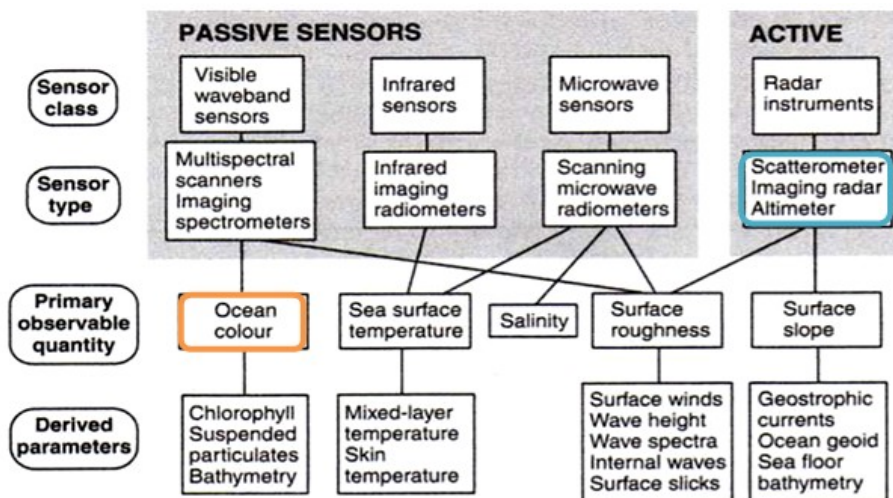 PASSIVE SENSORS
ACTIVE
Sensor
class
Visible
waveband
sensors
Infrared
sensors
Microwave
sensors
Radar
instruments
Sensor
type
Multispectral
scanners
Imaging
spectrometers
Infrared
imaging
radiometers
Scanning
microwave
radiometers
Scatterometer
Imaging radar
Altimeter
Primary
observable
quantity
Ocean
colour
Sea surface
temperature
Salinity
Surface
roughness
Surface
slope
Derived
parameters
Chlorophyll
Suspended
particulates
Bathymetry
Mixed-layer
temperature
Skin
temperature
Surface winds
Wave height
Wave spectra
Internal waves
Surface slicks
Geostrophic
currents
Ocean geoid
Sea floor
bathymetry